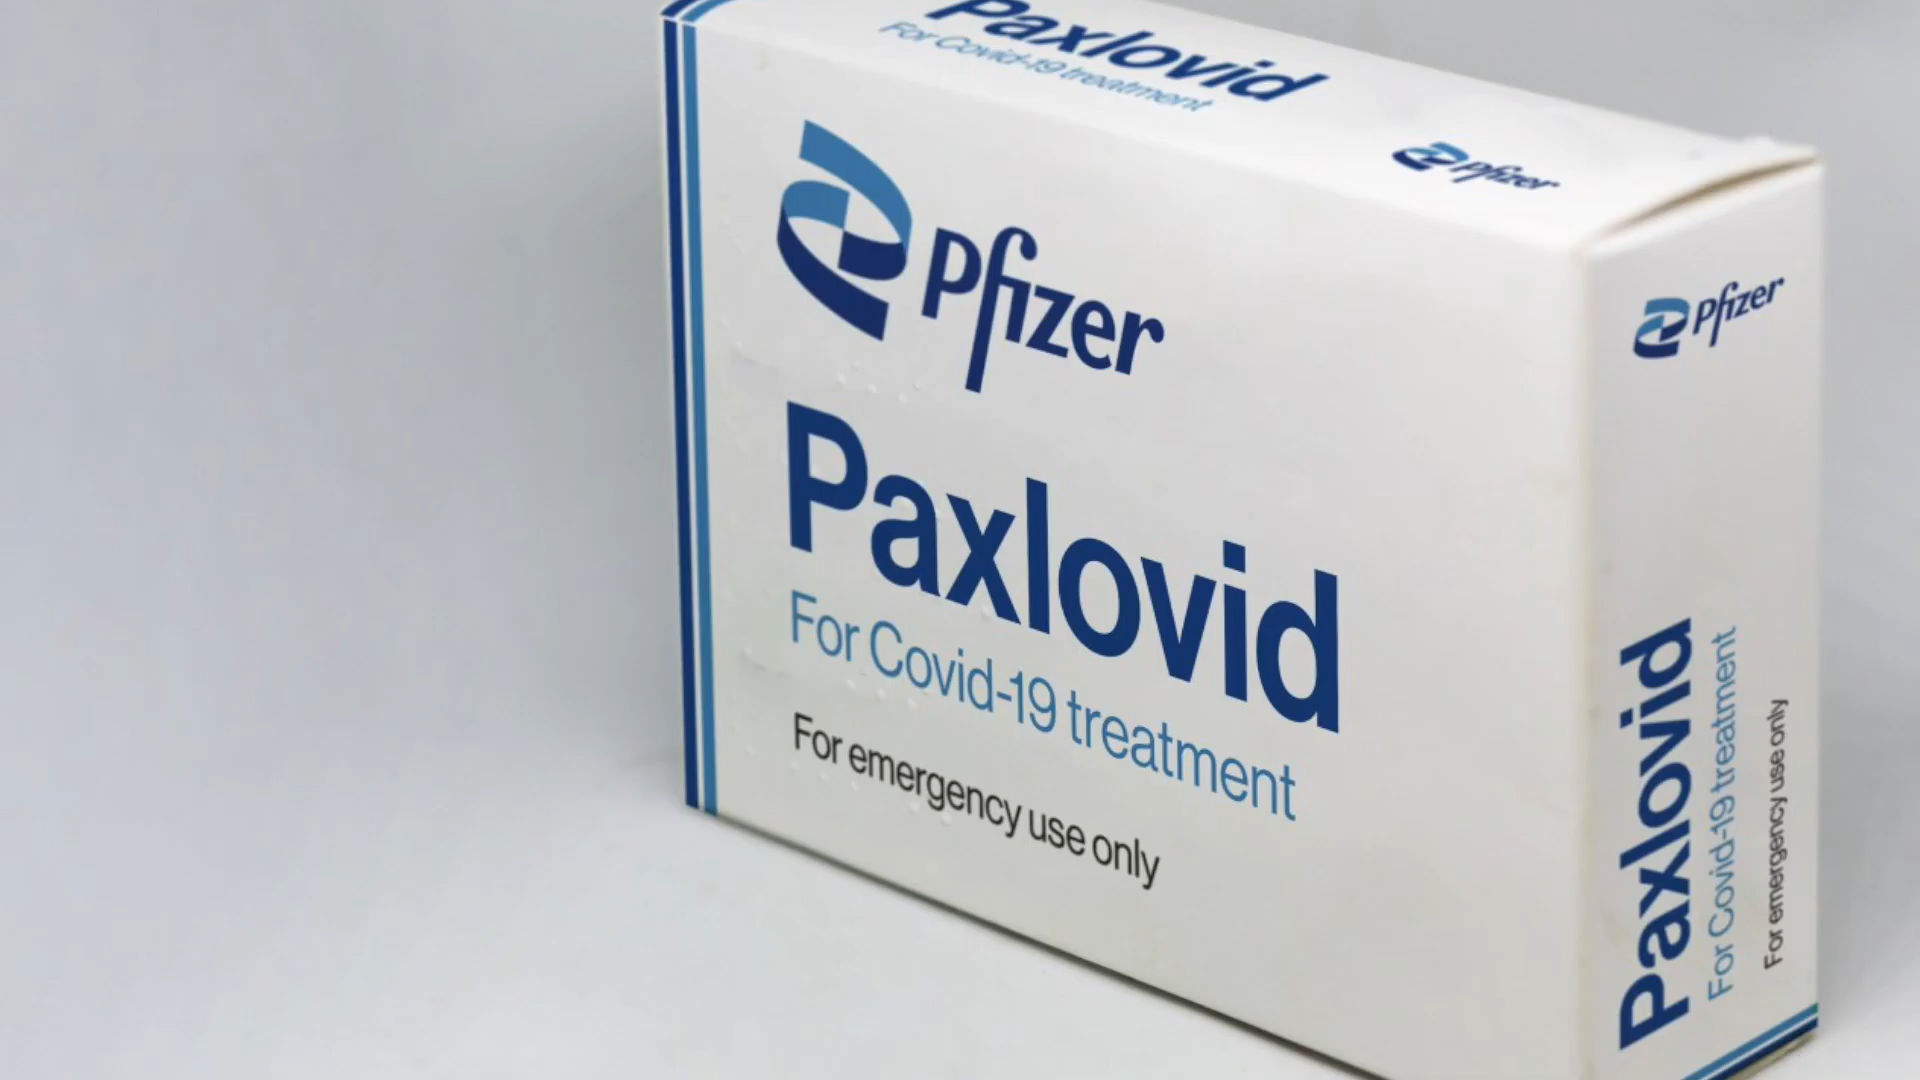 Paxlovid
For Covid-19 treatment
Pfizer
Pfizer
Paxlovid
For Covid-19 treatment
For emergency use only
Pfizer
Paxlovid
For Covid-19 treatment
For emergency use only